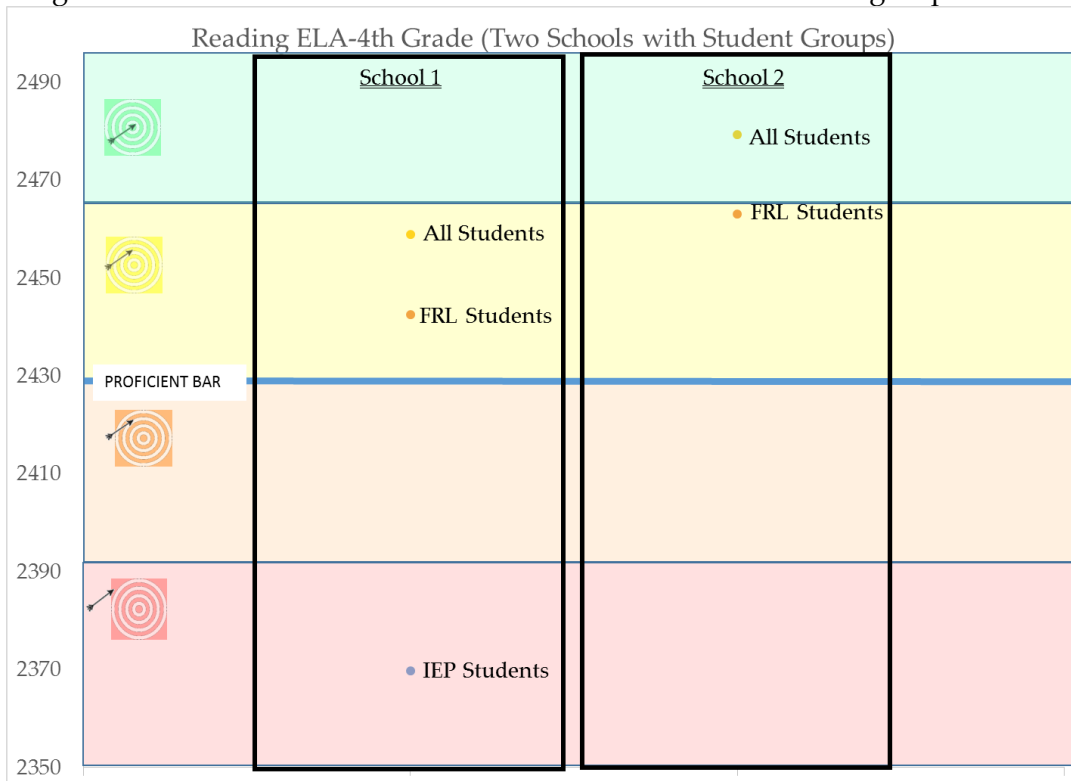 Reading ELA-4th Grade (Two Schools with Student Groups)
2490
School 1
School 2
All Students
2470
FRL Students
All Students
2450
FRL Students
2430
PROFICIENT BAR
2410
2390
2370
IEP Students
2350